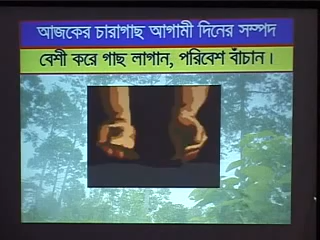 আজকের চারাগাছ আগামী দিনের সম্পদ
বেশী করে গাছ লাগান, পরিবেশ বাঁচান।